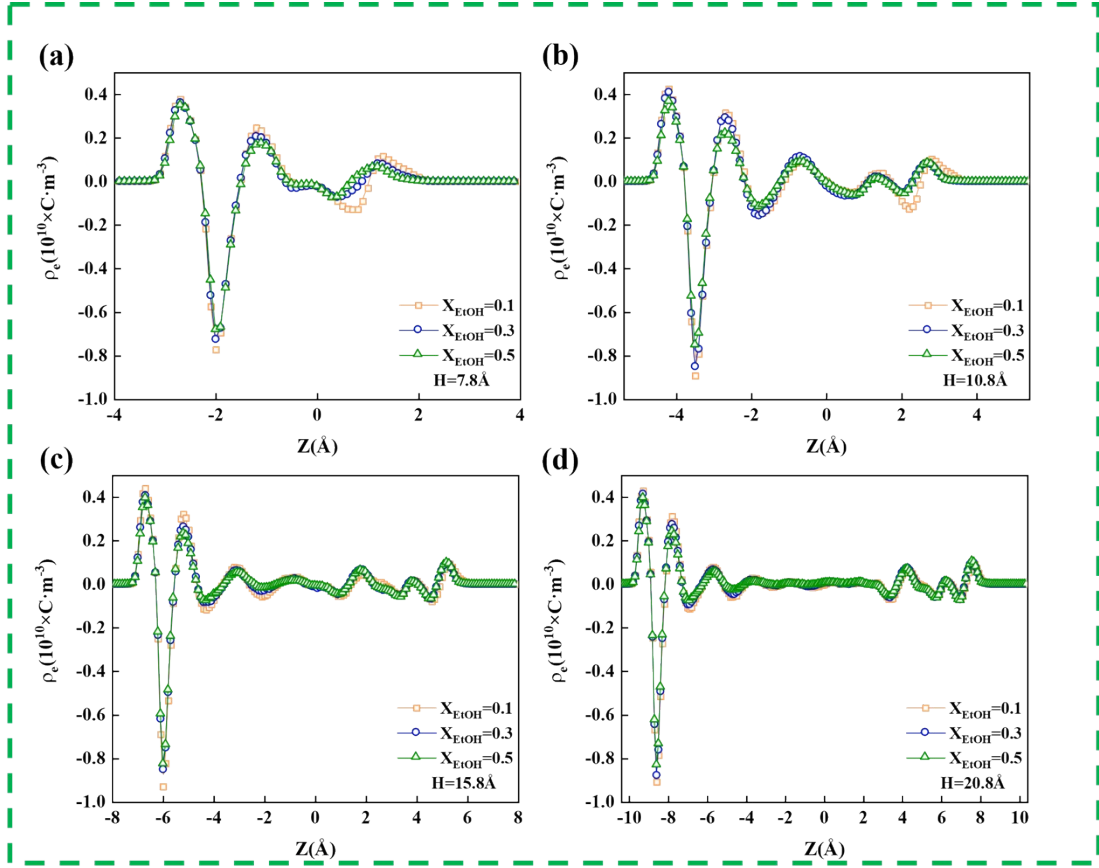 (a)
0.4
0.2
0.0
-0.2
-0.4
-0.6
-0.8
-1.0
ρe(10¹⁰×C·m⁻³)
XEtOH=0.1
XEtOH=0.3
XEtOH=0.5
H=7.8Å
-4 -2 0 2 4
Z(Å)
(b)
0.4
0.2
0.0
-0.2
-0.4
-0.6
-0.8
-1.0
ρe(10¹⁰×C·m⁻³)
XEtOH=0.1
XEtOH=0.3
XEtOH=0.5
H=10.8Å
-4 -2 0 2 4
Z(Å)
(c)
0.4
0.2
0.0
-0.2
-0.4
-0.6
-0.8
-1.0
ρe(10¹⁰×C·m⁻³)
XEtOH=0.1
XEtOH=0.3
XEtOH=0.5
H=15.8Å
-8 -6 -4 -2 0 2 4 6 8
Z(Å)
(d)
0.4
0.2
0.0
-0.2
-0.4
-0.6
-0.8
-1.0
ρe(10¹⁰×C·m⁻³)
XEtOH=0.1
XEtOH=0.3
XEtOH=0.5
H=20.8Å
-10 -8 -6 -4 -2 0 2 4 6 8 10
Z(Å)